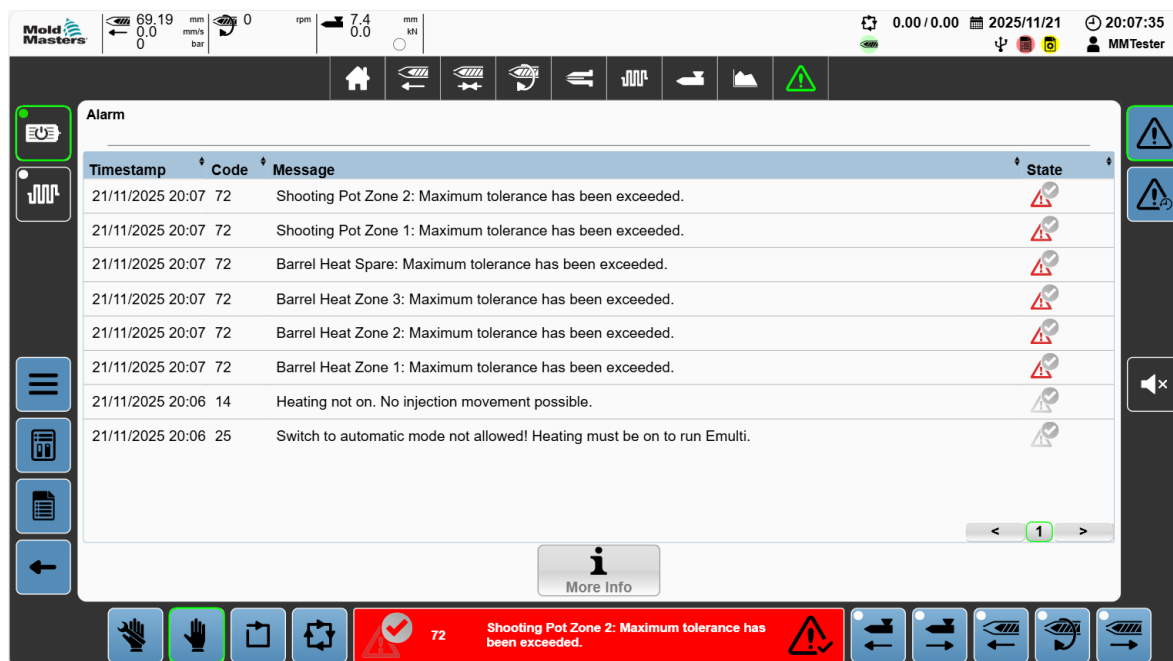 Mold
Masters
69.19 mm
0.0 mm/s
0 bar
0 rpm
7.4 mm
0.0 kN
0.00 / 0.00 2025/11/21 20:07:35
MMTester
Alarm
Timestamp Code Message State
21/11/2025 20:07 72 Shooting Pot Zone 2: Maximum tolerance has been exceeded.
21/11/2025 20:07 72 Shooting Pot Zone 1: Maximum tolerance has been exceeded.
21/11/2025 20:07 72 Barrel Heat Spare: Maximum tolerance has been exceeded.
21/11/2025 20:07 72 Barrel Heat Zone 3: Maximum tolerance has been exceeded.
21/11/2025 20:07 72 Barrel Heat Zone 2: Maximum tolerance has been exceeded.
21/11/2025 20:07 72 Barrel Heat Zone 1: Maximum tolerance has been exceeded.
21/11/2025 20:06 14 Heating not on. No injection movement possible.
21/11/2025 20:06 25 Switch to automatic mode not allowed! Heating must be on to run Emulti.
< 1 >
More Info
72 Shooting Pot Zone 2: Maximum tolerance has
been exceeded.